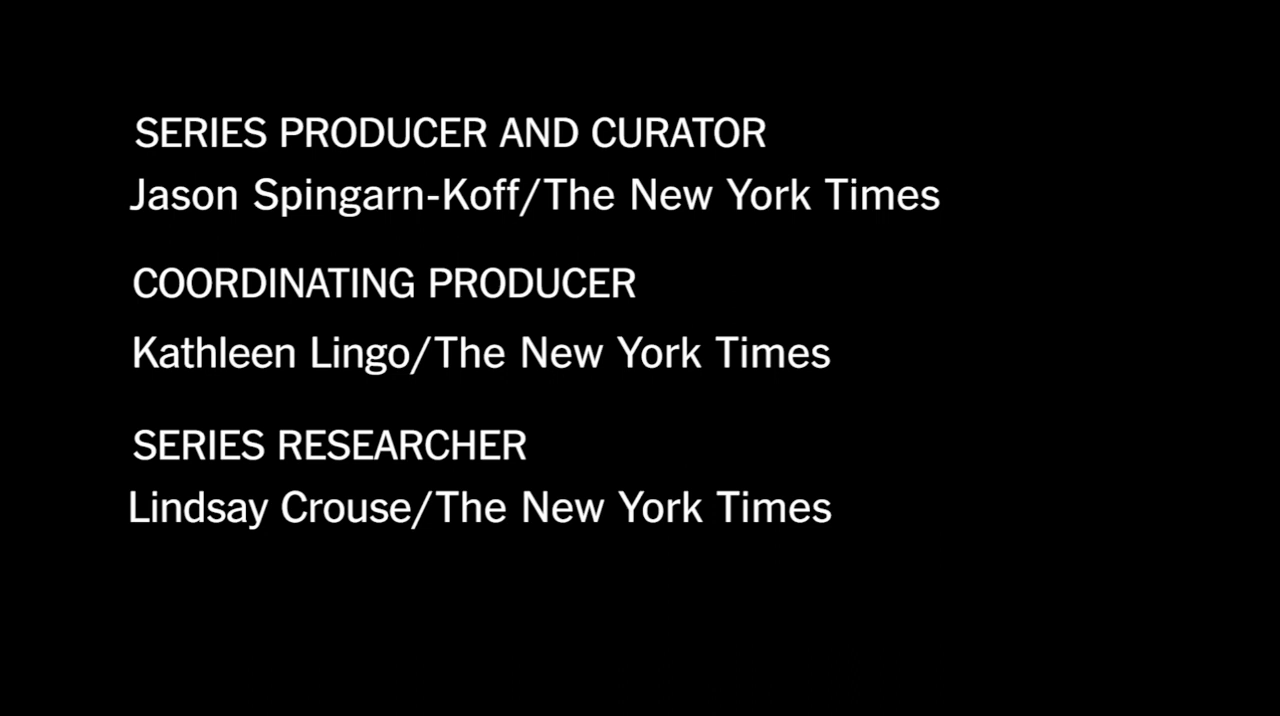 SERIES PRODUCER AND CURATOR
Jason Spingarn-Koff/The New York Times
COORDINATING PRODUCER
Kathleen Lingo/The New York Times
SERIES RESEARCHER
Lindsay Crouse/The New York Times